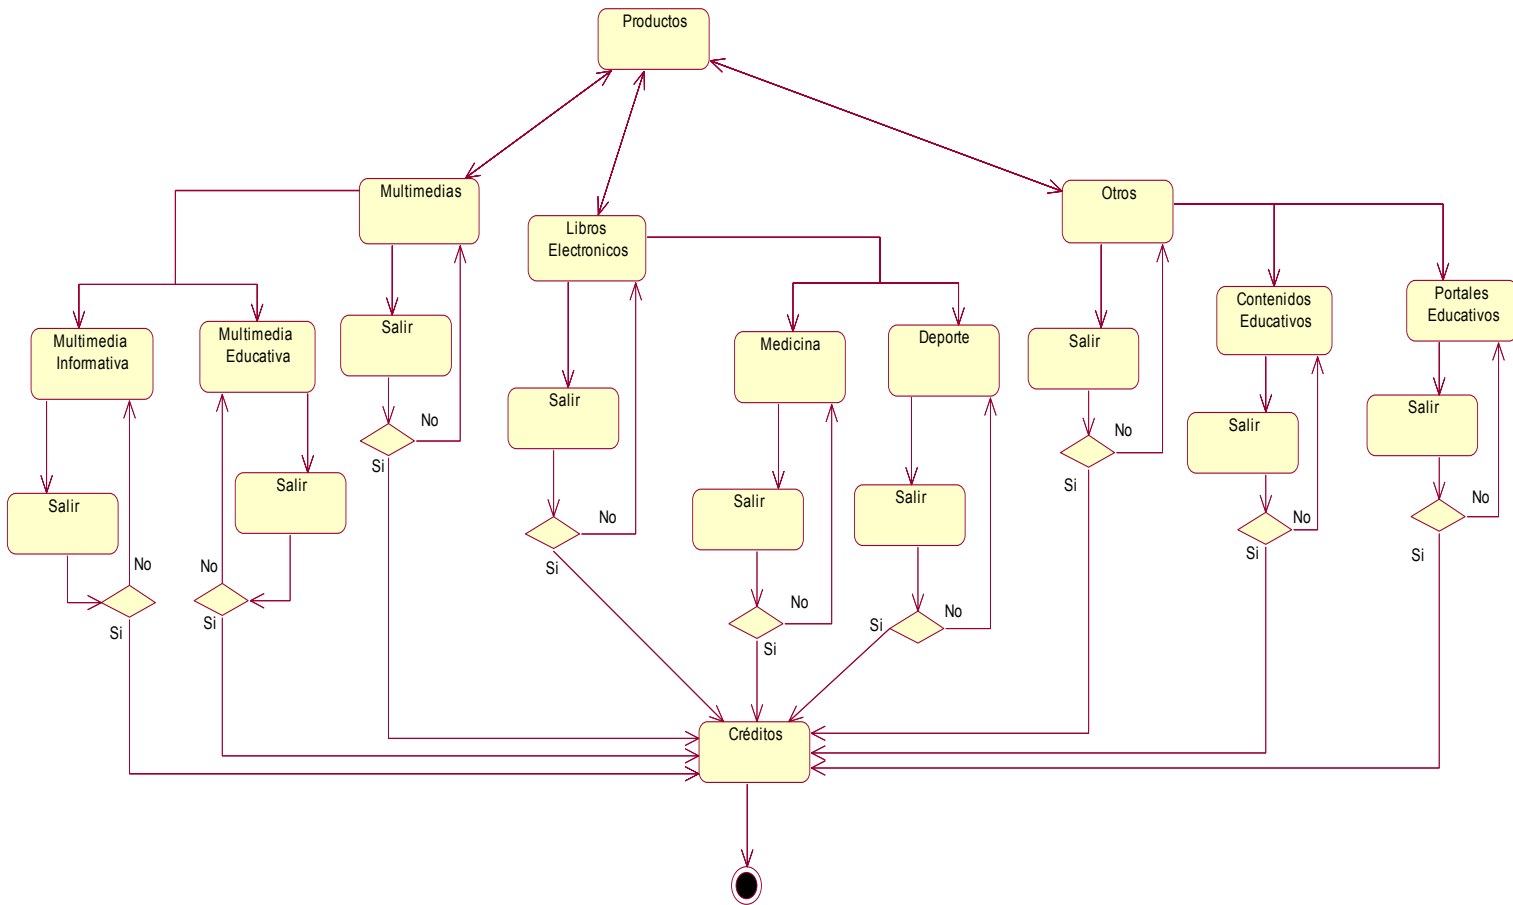 Productos
Multimedias
Otros
Libros
Electronicos
Contenidos
Educativos
Portales
Educativos
Multimedia
Informativa
Multimedia
Educativa
Salir
Medicina
Deporte
Salir
Salir
Salir
Salir
No
No
No
Si
Si
Salir
Salir
Salir
Salir
Salir
No
No
No
Si
Si
Si
Si
No
No
No
No
Si
Si
Si
Si
Créditos